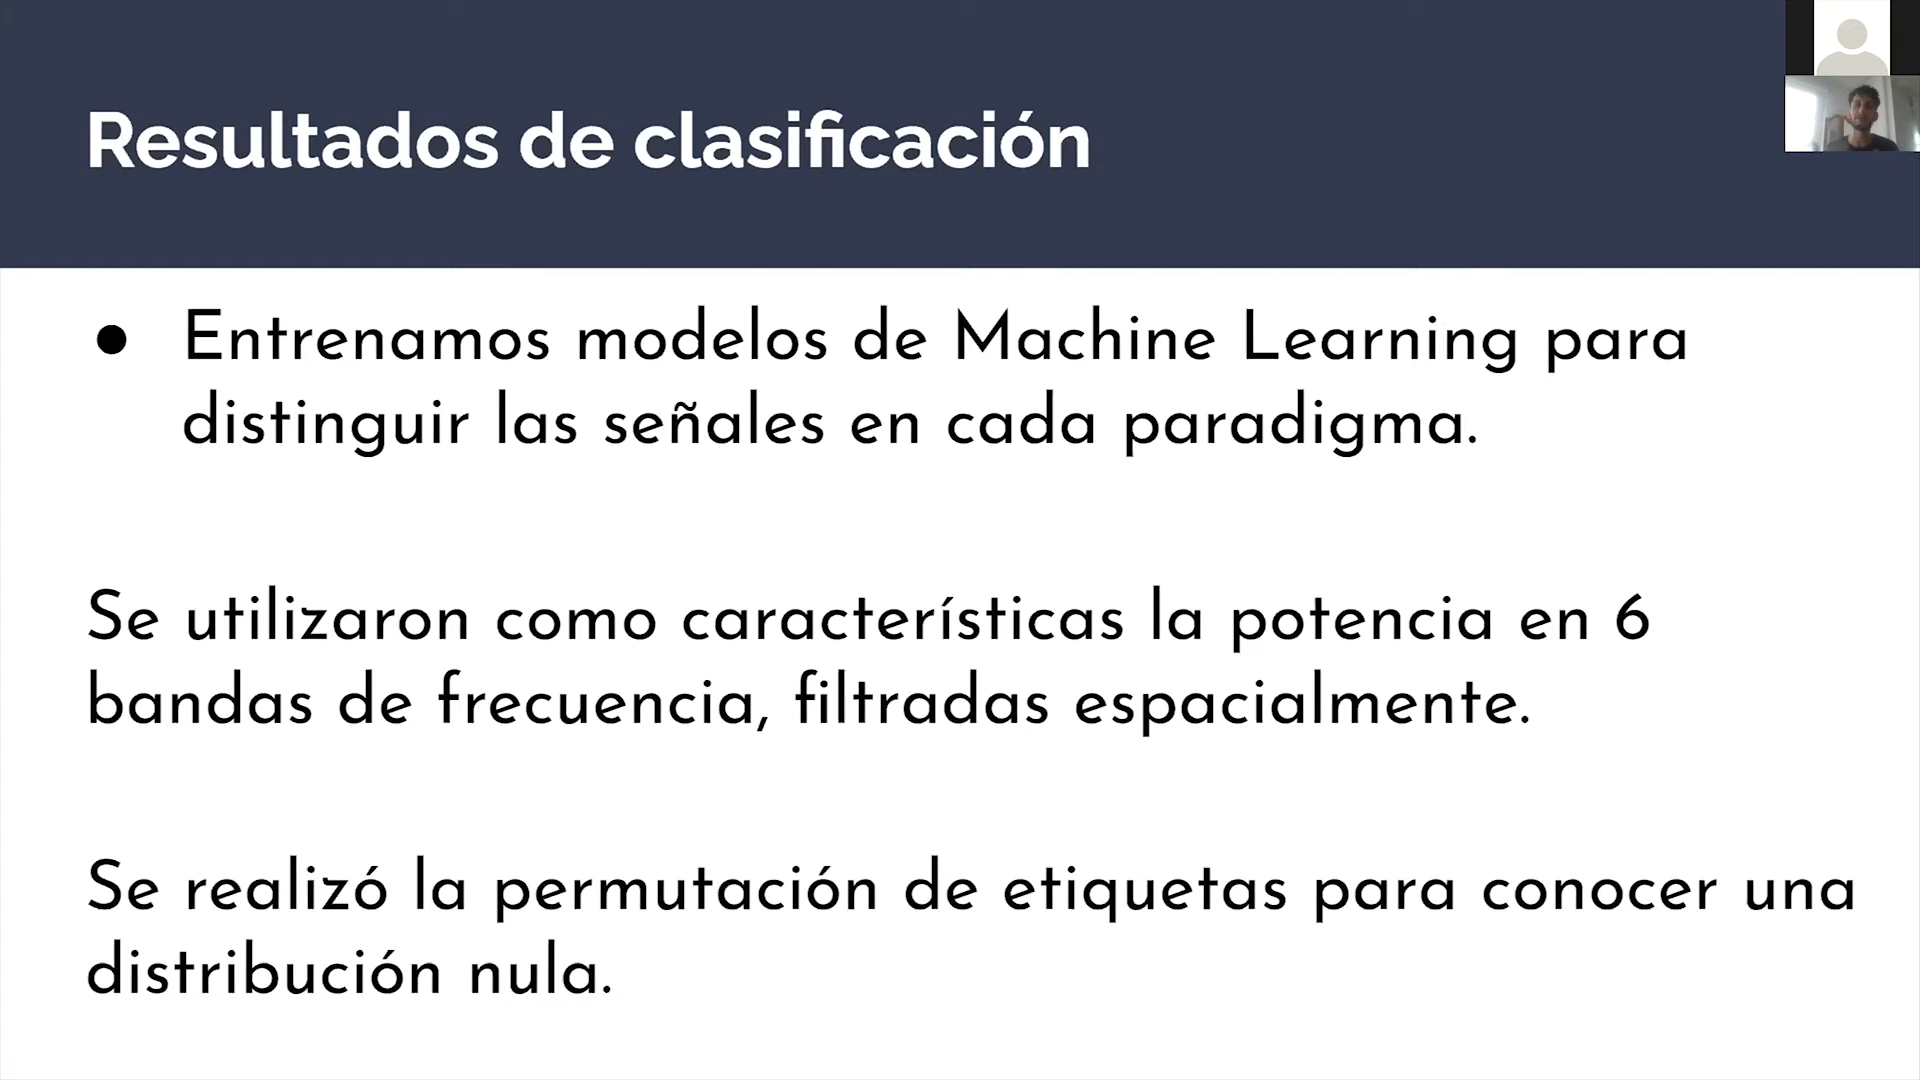 Resultados de clasificación
● Entrenamos modelos de Machine Learning para
distinguir las señales en cada paradigma.
Se utilizaron como características la potencia en 6
bandas de frecuencia, filtradas espacialmente.
Se realizó la permutación de etiquetas para conocer una
distribución nula.